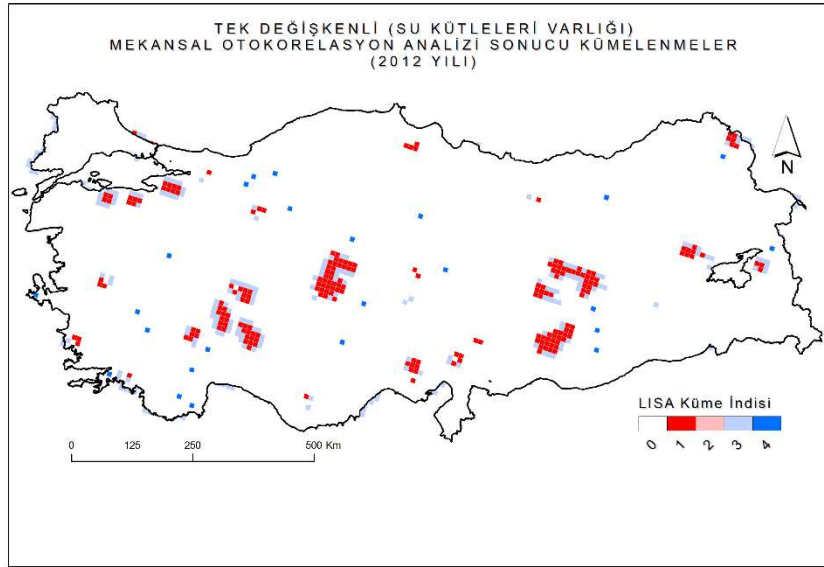 TEK DEĞİŞKENLİ (SU KÜTLELERİ VARLIĞI)
MEKANSAL OTOKORELASYON ANALİZİ SONUCU KÜMELENMELER
(2012 YILI)
N
LISA Küme İndisi
0 1 2 3 4
0 125 250 500 Km